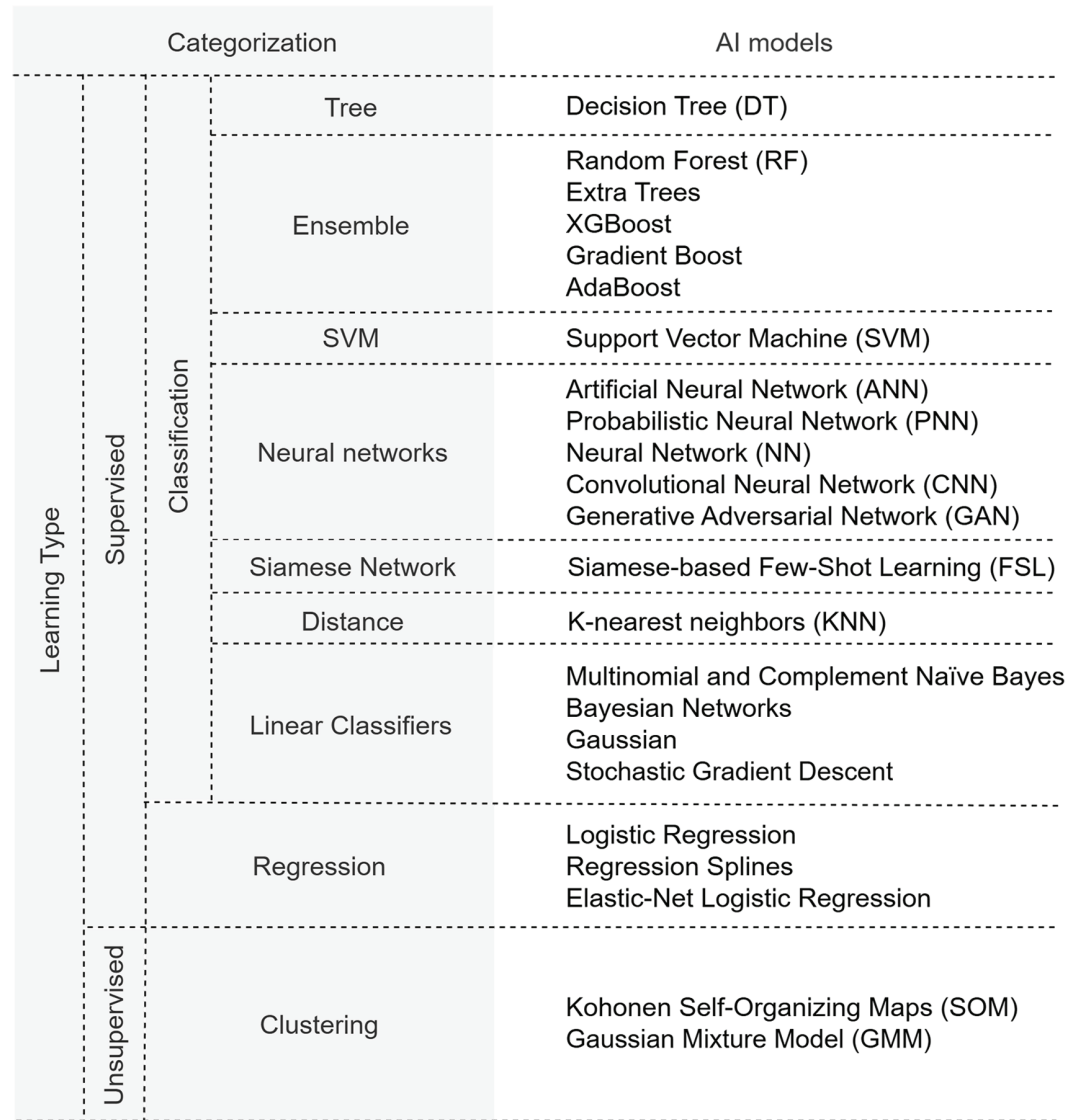 Categorization
AI models
Learning Type
Supervised
Classification
Tree
Decision Tree (DT)
Ensemble
Random Forest (RF)
Extra Trees
XGBoost
Gradient Boost
AdaBoost
SVM
Support Vector Machine (SVM)
Neural networks
Artificial Neural Network (ANN)
Probabilistic Neural Network (PNN)
Neural Network (NN)
Convolutional Neural Network (CNN)
Generative Adversarial Network (GAN)
Siamese Network
Siamese-based Few-Shot Learning (FSL)
Distance
K-nearest neighbors (KNN)
Linear Classifiers
Multinomial and Complement Naïve Bayes
Bayesian Networks
Gaussian
Stochastic Gradient Descent
Regression
Logistic Regression
Regression Splines
Elastic-Net Logistic Regression
Unsupervised
Clustering
Kohonen Self-Organizing Maps (SOM)
Gaussian Mixture Model (GMM)